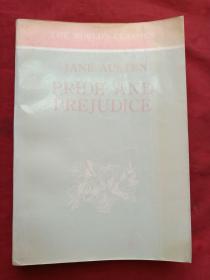 THE WORLD'S CLASSICS
JANE AUSTEN
PRIDE AND
PREJUDICE